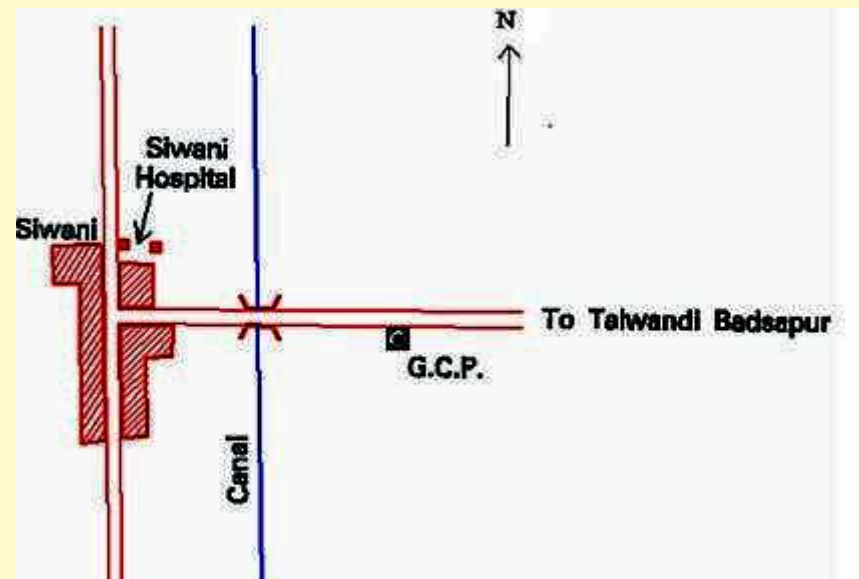 N
Siwani
Hospital
Siwani
To Talwandi Badsapur
G.C.P.
Canal